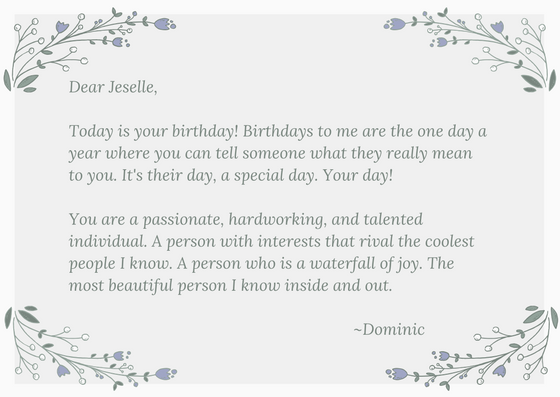 Dear Jeselle,
Today is your birthday! Birthdays to me are the one day a
year where you can tell someone what they really mean
to you. It's their day, a special day. Your day!
You are a passionate, hardworking, and talented
individual. A person with interests that rival the coolest
people I know. A person who is a waterfall of joy. The
most beautiful person I know inside and out.
~Dominic